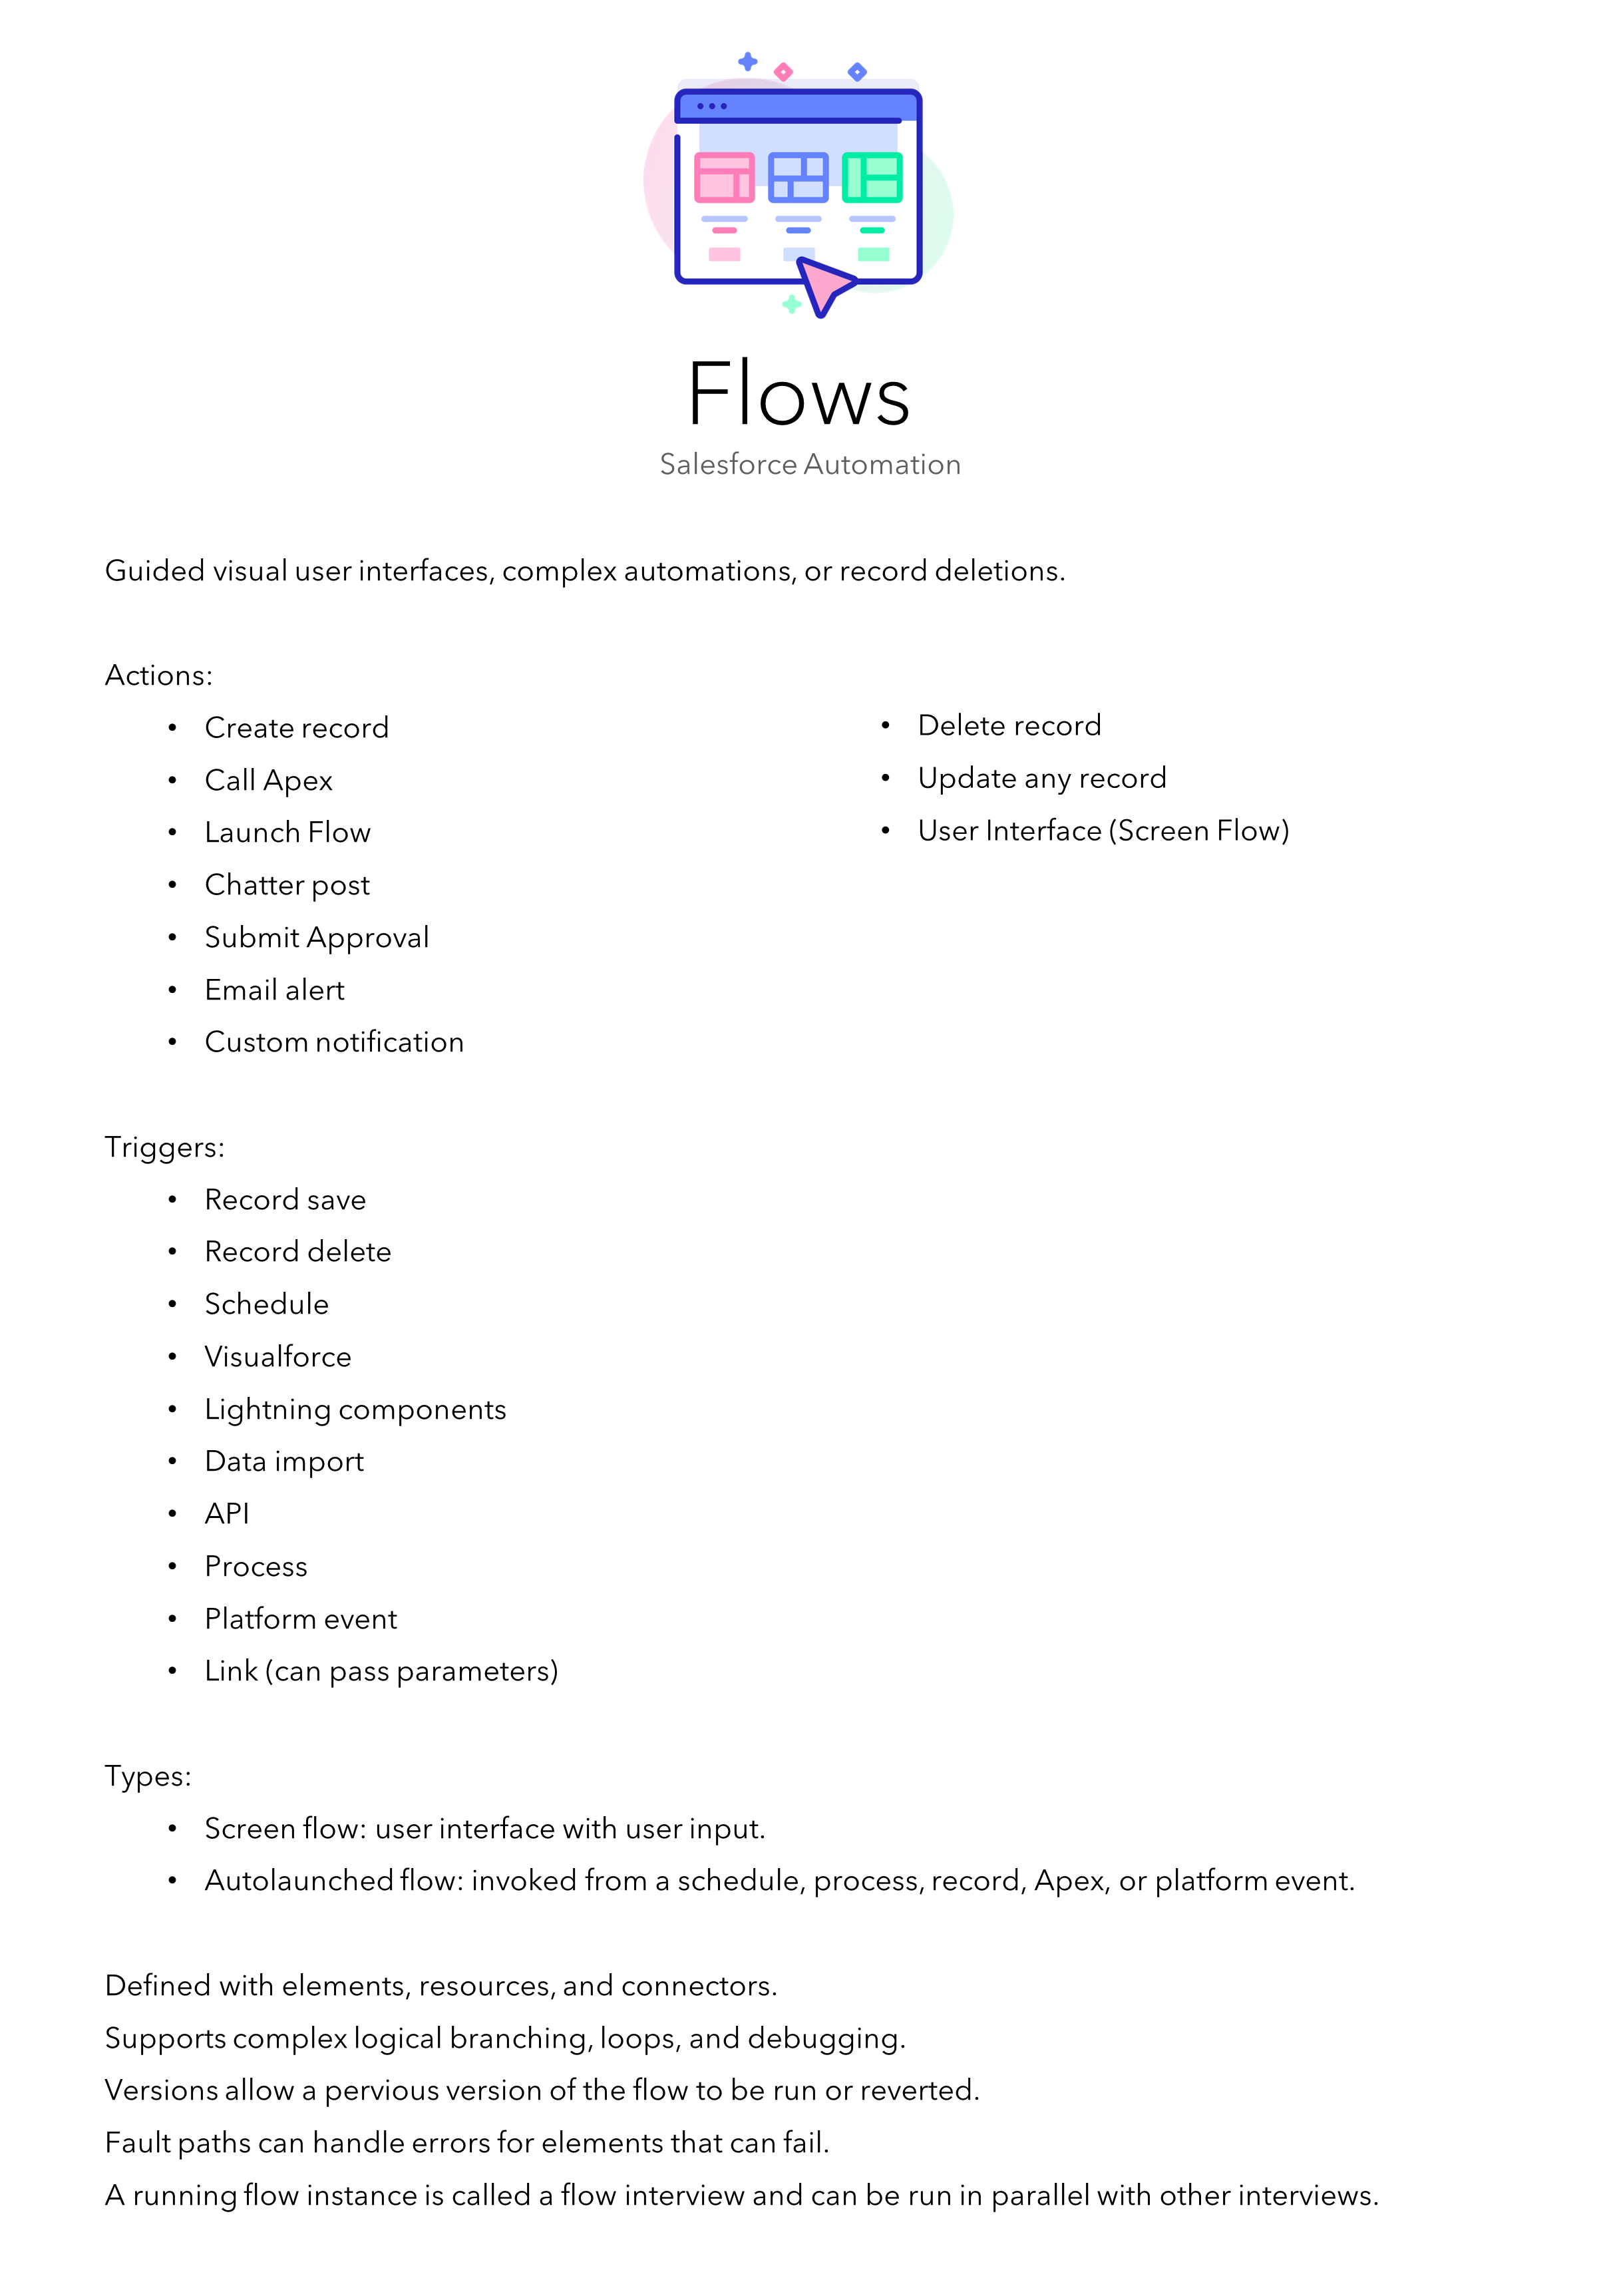 Flows
Salesforce Automation
Guided visual user interfaces, complex automations, or record deletions.
Actions:
• Create record
• Call Apex
• Launch Flow
• Chatter post
• Submit Approval
• Email alert
• Custom notification
• Delete record
• Update any record
• User Interface (Screen Flow)
Triggers:
• Record save
• Record delete
• Schedule
• Visualforce
• Lightning components
• Data import
• API
• Process
• Platform event
• Link (can pass parameters)
Types:
• Screen flow: user interface with user input.
• Autolaunched flow: invoked from a schedule, process, record, Apex, or platform event.
Defined with elements, resources, and connectors.
Supports complex logical branching, loops, and debugging.
Versions allow a pervious version of the flow to be run or reverted.
Fault paths can handle errors for elements that can fail.
A running flow instance is called a flow interview and can be run in parallel with other interviews.